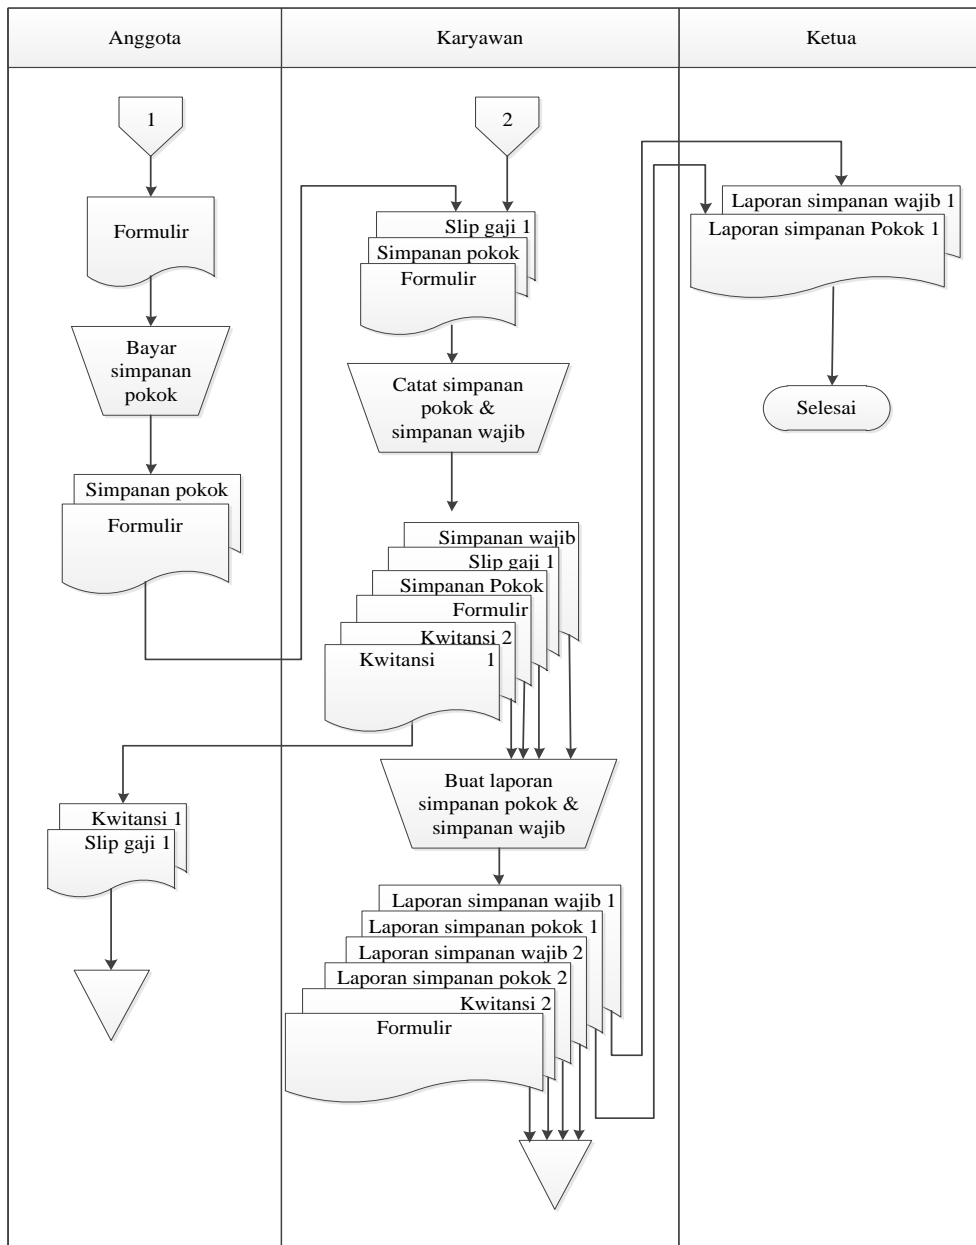 Anggota
Karyawan
Ketua
1
Formulir
Bayar
simpanan
pokok
Simpanan pokok
Formulir
Kwitansi 1
Slip gaji 1
2
Slip gaji 1
Simpanan pokok
Formulir
Catat simpanan
pokok &
simpanan wajib
Simpanan wajib
Slip gaji 1
Simpanan Pokok
Formulir
Kwitansi 2
Kwitansi 1
Buat laporan
simpanan pokok &
simpanan wajib
Laporan simpanan wajib 1
Laporan simpanan pokok 1
Laporan simpanan wajib 2
Laporan simpanan pokok 2
Kwitansi 2
Formulir
Laporan simpanan wajib 1
Laporan simpanan Pokok 1
Selesai